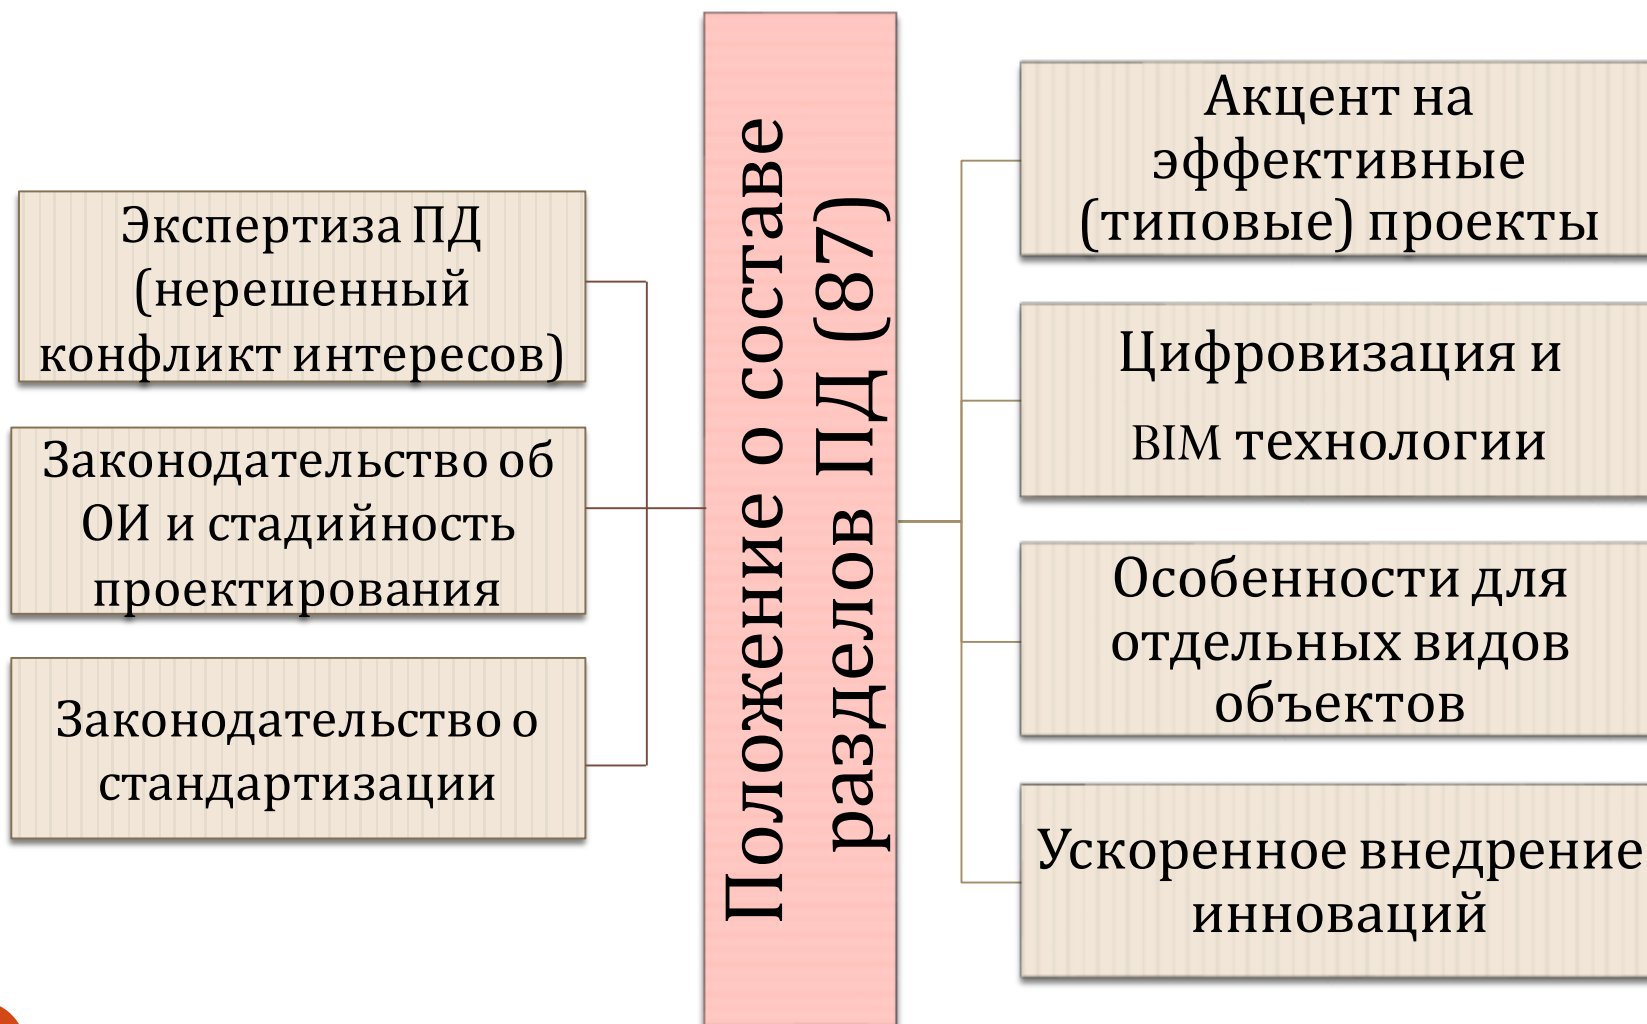 Экспертиза ПД
(нерешенный
конфликт интересов)
Законодательство об
ОИ и стадийность
проектирования
Законодательство о
стандартизации
Положение о составе
разделов ПД (87)
Акцент на
эффективные
(типовые) проекты
Цифровизация и
BIM технологии
Особенности для
отдельных видов
объектов
Ускоренное внедрение
инноваций